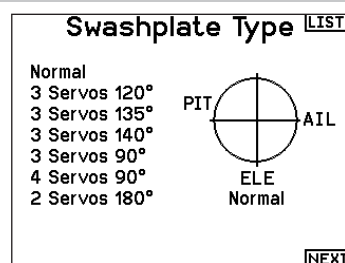 Swashplate Type LIST
Normal
3 Servos 120°
3 Servos 135°
3 Servos 140°
3 Servos 90°
4 Servos 90°
2 Servos 180°
PIT
AIL
ELE
Normal
NEXT